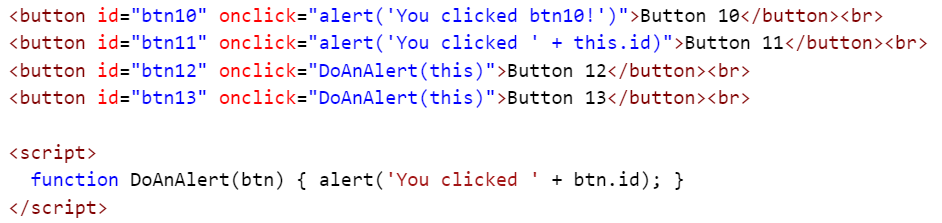 <button id="btn10" onclick="alert('You clicked btn10!')">Button 10</button><br>
<button id="btn11" onclick="alert('You clicked ' + this.id)">Button 11</button><br>
<button id="btn12" onclick="DoAnAlert(this)">Button 12</button><br>
<button id="btn13" onclick="DoAnAlert(this)">Button 13</button><br>

<script>
  function DoAnAlert(btn) { alert('You clicked ' + btn.id); }
</script>